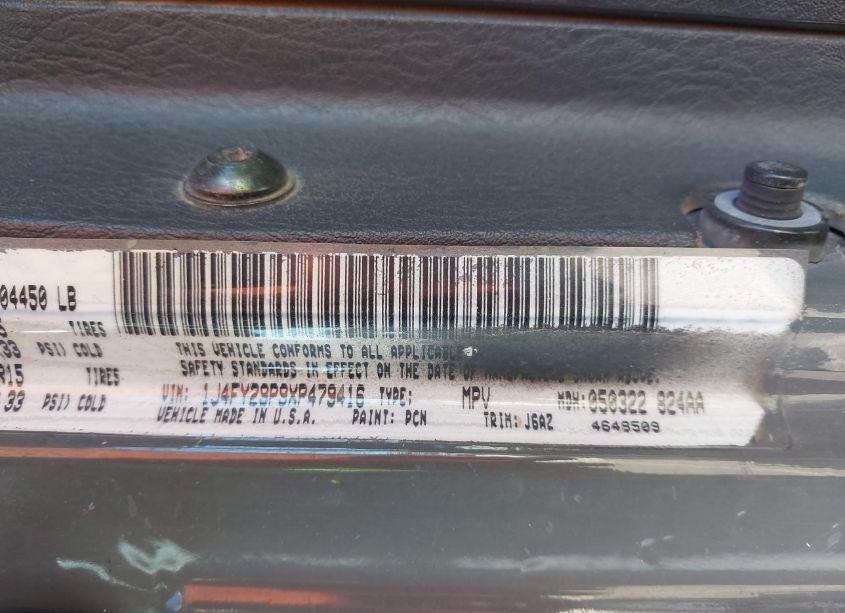 04450 LB
TIRES
33 PSI) COLD THIS VEHICLE CONFORMS TO ALL APPLICABLE
R15 TIRES SAFETY STANDARDS IN EFFECT ON THE DATE OF ABOVE.
33 PSI) COLD VIN: 1J4FY29P9XP479416 TYPE: MPV MDH: 050322
VEHICLE MADE IN U.S.A. PAINT: PCN TRIM: J6AZ 4648509